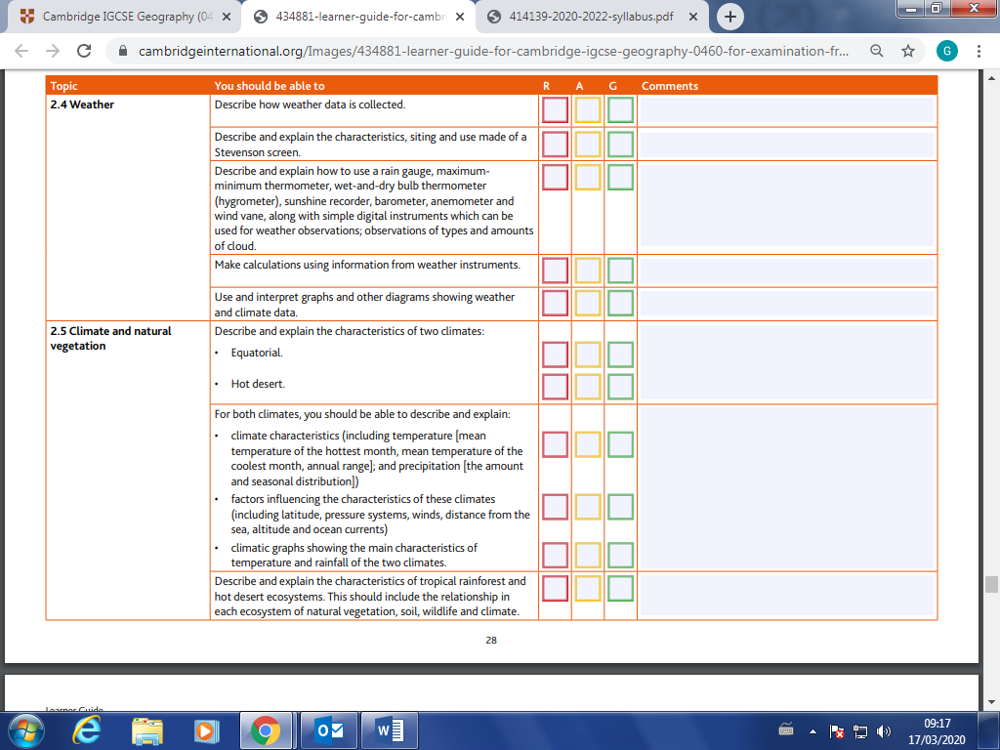 Cambridge IGCSE Geography (04
434881-learner-guide-for-cambr
414139-2020-2022-syllabus.pdf
cambridgeinternational.org/Images/434881-learner-guide-for-cambridge-igcse-geography-0460-for-examination-fr...
G
Topic You should be able to R A G Comments
2.4 Weather Describe how weather data is collected.
Describe and explain the characteristics, siting and use made of a
Stevenson screen.
Describe and explain how to use a rain gauge, maximum-
minimum thermometer, wet-and-dry bulb thermometer
(hygrometer), sunshine recorder, barometer, anemometer and
wind vane, along with simple digital instruments which can be
used for weather observations; observations of types and amounts
of cloud.
Make calculations using information from weather instruments.
Use and interpret graphs and other diagrams showing weather
and climate data.
2.5 Climate and natural Describe and explain the characteristics of two climates:
vegetation
• Equatorial.
• Hot desert.
For both climates, you should be able to describe and explain:
• climate characteristics (including temperature [mean
temperature of the hottest month, mean temperature of the
coolest month, annual range]; and precipitation [the amount
and seasonal distribution])
• factors influencing the characteristics of these climates
(including latitude, pressure systems, winds, distance from the
sea, altitude and ocean currents)
• climatic graphs showing the main characteristics of
temperature and rainfall of the two climates.
Describe and explain the characteristics of tropical rainforest and
hot desert ecosystems. This should include the relationship in
each ecosystem of natural vegetation, soil, wildlife and climate.
28
Learner Guide
09:17
17/03/2020